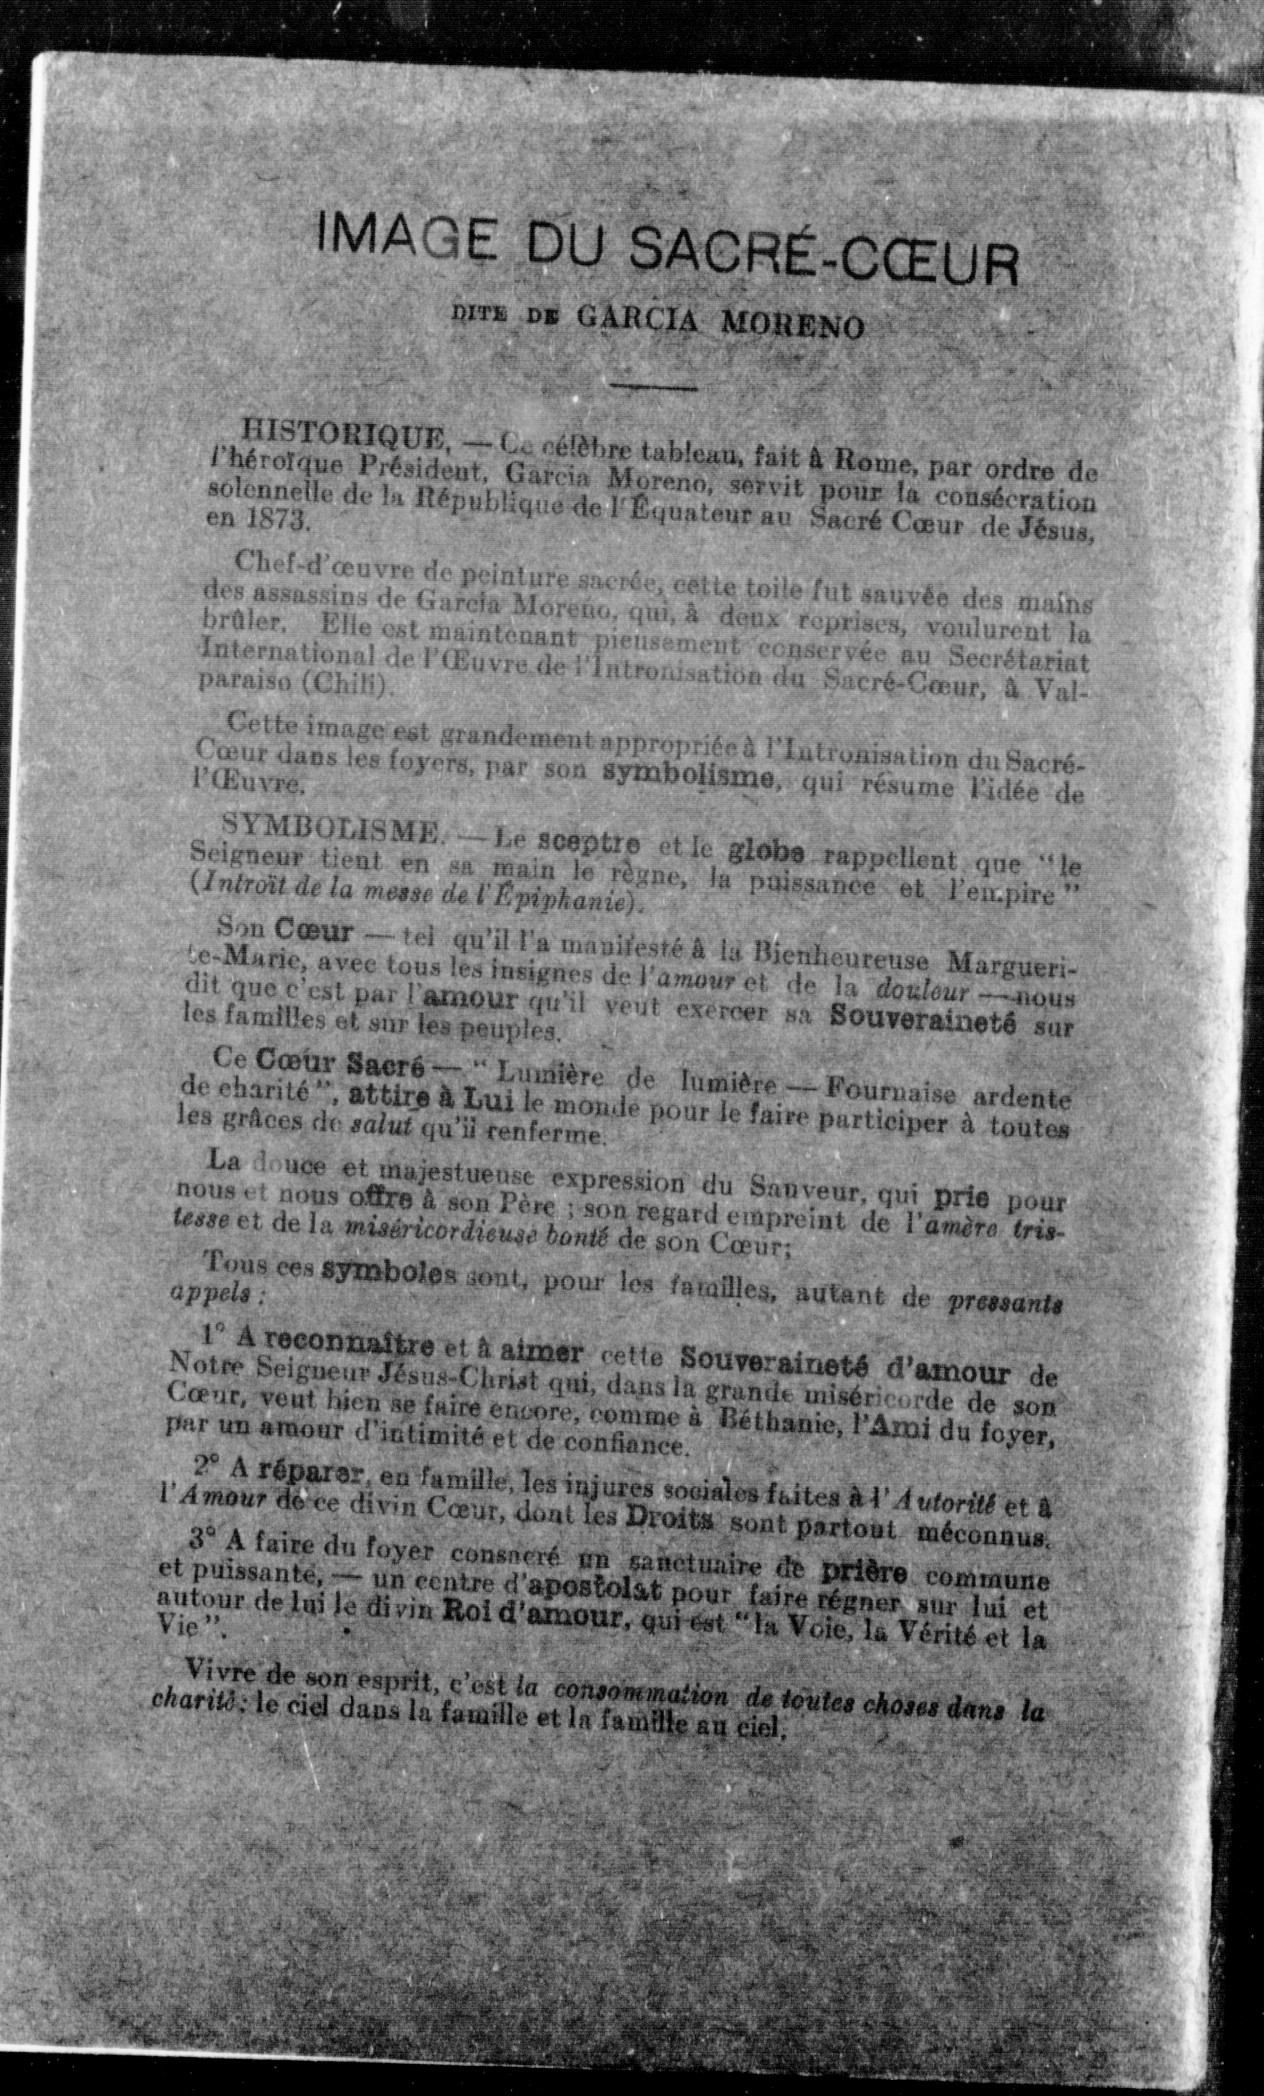 IMAGE DU SACRÉ-CŒUR
DITE DE GARCIA MORENO
HISTORIQUE, — Ce célèbre tableau, fait à Rome, par ordre de
l'héroïque Président, Garcia Moreno, servit pour la consécration
solennelle de la République de l'Équateur au Sacré Cœur de Jésus,
en 1873.
Chef-d'œuvre de peinture sacrée, cette toile fut sauvée des mains
des assassins de Garcia Moreno, qui, à deux reprises, voulurent la
brûler. Elle est maintenant pieusement conservée au Secrétariat
International de l'Œuvre de l'Intronisation du Sacré-Cœur, à Val-
paraiso (Chili).
Cette image est grandement appropriée à l'Intronisation du Sacré-
Cœur dans les foyers, par son symbolisme, qui résume l'idée de
l'Œuvre.
SYMBOLISME. — Le sceptre et le globe rappellent que “le
Seigneur tient en sa main le règne, la puissance et l'empire”
(Introït de la messe de l'Épiphanie).
Son Cœur — tel qu'il l'a manifesté à la Bienheureuse Margueri-
te-Marie, avec tous les insignes de l'amour et de la douleur — nous
dit que c'est par l'amour qu'il veut exercer sa Souveraineté sur
les familles et sur les peuples.
Ce Cœur Sacré — “Lumière de lumière — Fournaise ardente
de charité”, attire à Lui le monde pour le faire participer à toutes
les grâces de salut qu'il renferme.
La douce et majestueuse expression du Sauveur, qui prie pour
nous et nous offre à son Père ; son regard empreint de l'amère tris-
tesse et de la miséricordieuse bonté de son Cœur;
Tous ces symboles sont, pour les familles, autant de pressants
appels :
1° A reconnaître et à aimer cette Souveraineté d'amour de
Notre Seigneur Jésus-Christ qui, dans la grande miséricorde de son
Cœur, veut bien se faire encore, comme à Béthanie, l'Ami du foyer,
par un amour d'intimité et de confiance.
2° A réparer, en famille, les injures sociales faites à l'Autorité et à
l'Amour de ce divin Cœur, dont les Droits sont partout méconnus.
3° A faire du foyer consacré un sanctuaire de prière commune
et puissante, — un centre d'apostolat pour faire régner sur lui et
autour de lui le divin Roi d'amour, qui est “la Voie, la Vérité et la
Vie”.
Vivre de son esprit, c'est la consommation de toutes choses dans la
charité: le ciel dans la famille et la famille au ciel.